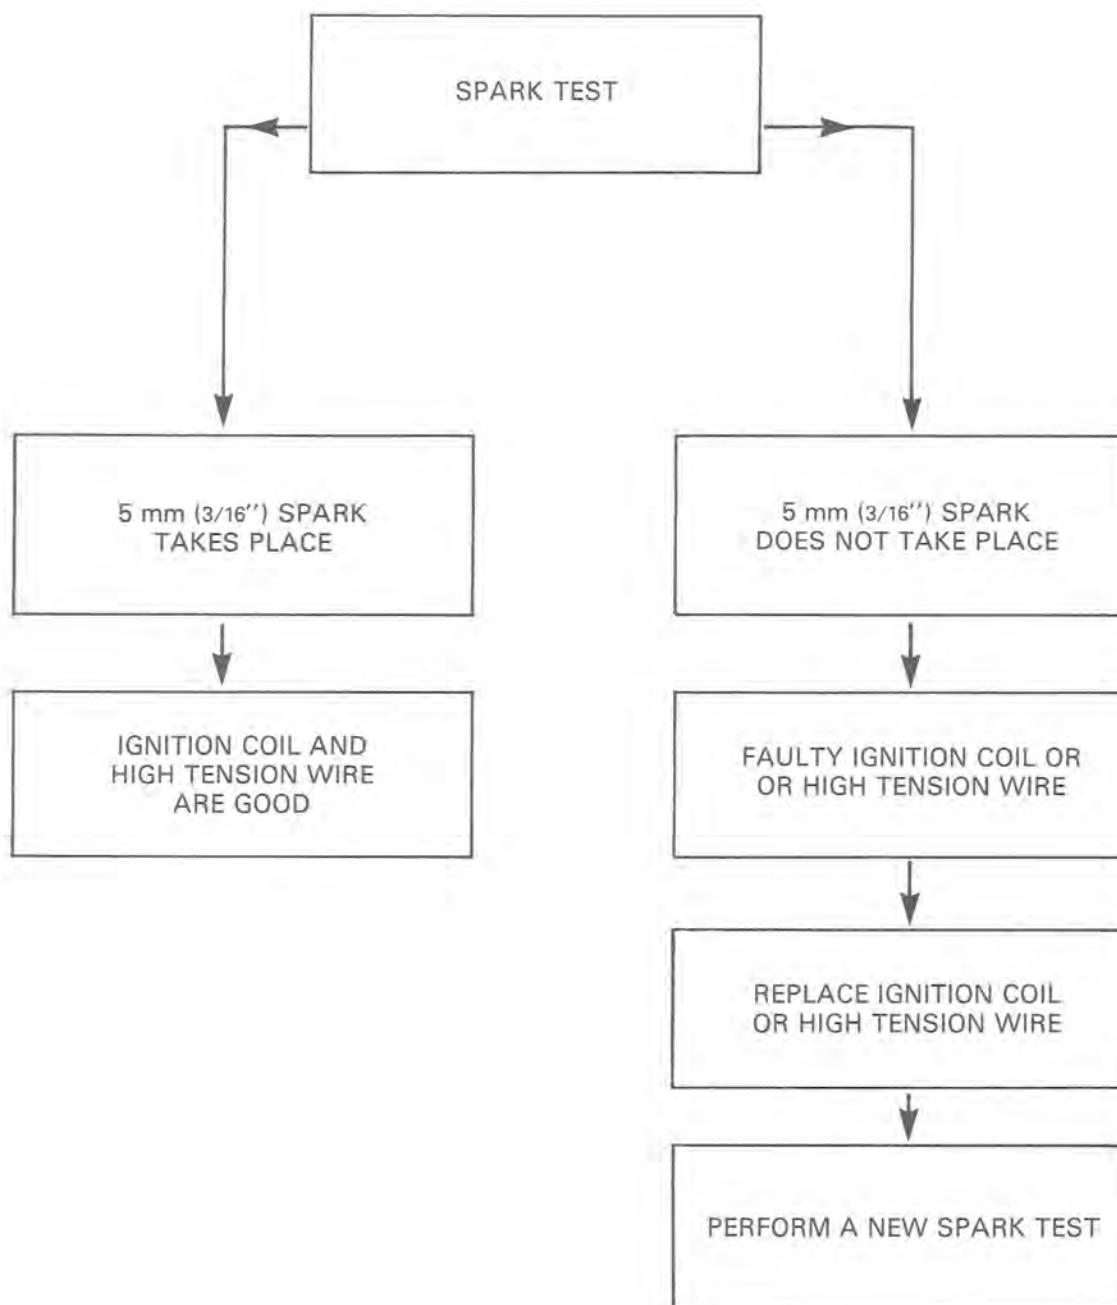 SPARK TEST
5 mm (3/16'') SPARK
TAKES PLACE
5 mm (3/16'') SPARK
DOES NOT TAKE PLACE
IGNITION COIL AND
HIGH TENSION WIRE
ARE GOOD
FAULTY IGNITION COIL OR
OR HIGH TENSION WIRE
REPLACE IGNITION COIL
OR HIGH TENSION WIRE
PERFORM A NEW SPARK TEST